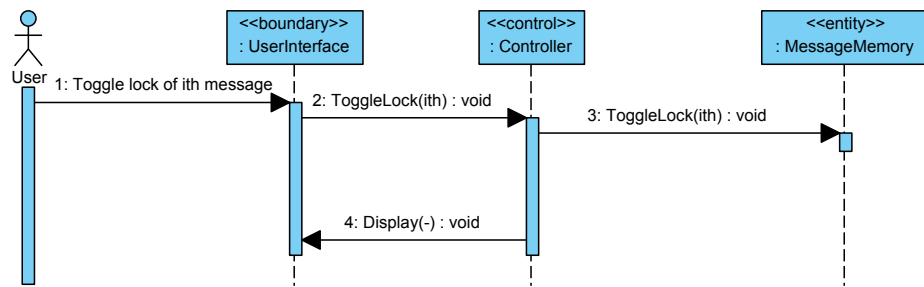 <<boundary>>
: UserInterface
<<control>>
: Controller
<<entity>>
: MessageMemory
User
1: Toggle lock of ith message
2: ToggleLock(ith) : void
3: ToggleLock(ith) : void
4: Display(-) : void